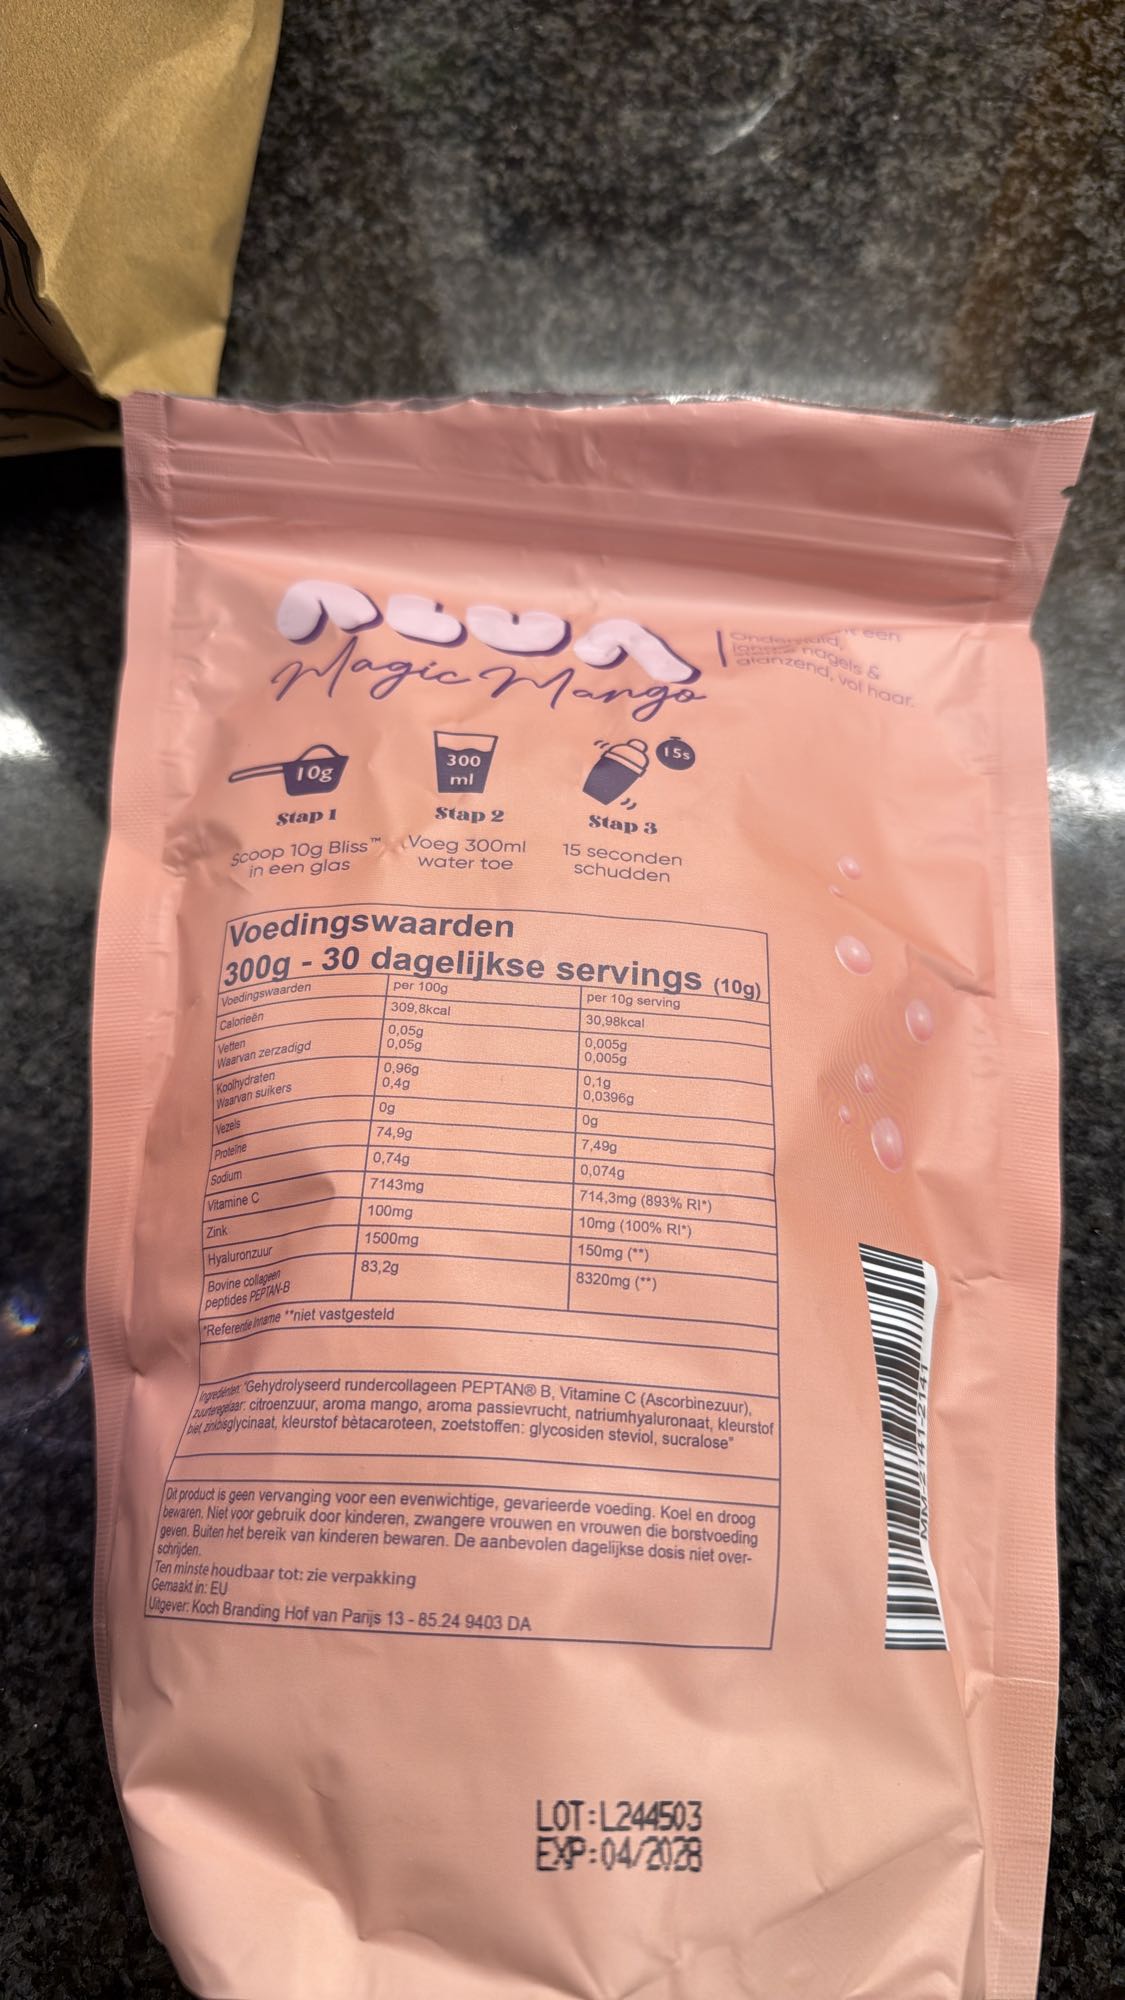 Magic Mango
nagels &
glanzend, vol haar.
10g
300
ml
15s
Stap 1
Stap 2
Stap 3
Scoop 10g Bliss™
in een glas
Voeg 300ml
water toe
15 seconden
schudden
Voedingswaarden
300g - 30 dagelijkse servings (10g)
Voedingswaarden per 100g per 10g serving
Calorieën 309,8kcal 30,98kcal
Vetten 0,05g 0,005g
Waarvan zerzadigd 0,05g 0,005g
Koolhydraten 0,96g 0,1g
Waarvan suikers 0,4g 0,0396g
Vezels 0g 0g
Proteïne 74,9g 7,49g
Sodium 0,74g 0,074g
Vitamine C 7143mg 714,3mg (893% RI*)
Zink 100mg 10mg (100% RI*)
Hyaluronzuur 1500mg 150mg (**)
Bovine collageen 83,2g 8320mg (**)
peptides PEPTAN-B
*Referentie Inname **niet vastgesteld
Ingrediënten: "Gehydrolyseerd rundercollageen PEPTAN® B, Vitamine C (Ascorbinezuur),
zuurteregelaar: citroenzuur, aroma mango, aroma passievrucht, natriumhyaluronaat, kleurstof
biet, zinkbisglycinaat, kleurstof bètacaroteen, zoetstoffen: glycosiden steviol, sucralose"
Dit product is geen vervanging voor een evenwichtige, gevarieerde voeding. Koel en droog
bewaren. Niet voor gebruik door kinderen, zwangere vrouwen en vrouwen die borstvoeding
geven. Buiten het bereik van kinderen bewaren. De aanbevolen dagelijkse dosis niet over-
schrijden.
Ten minste houdbaar tot: zie verpakking
Gemaakt in: EU
Uitgever: Koch Branding Hof van Parijs 13 - 85.24 9403 DA
MM-2141-2141
LOT:L244503
EXP:04/2028